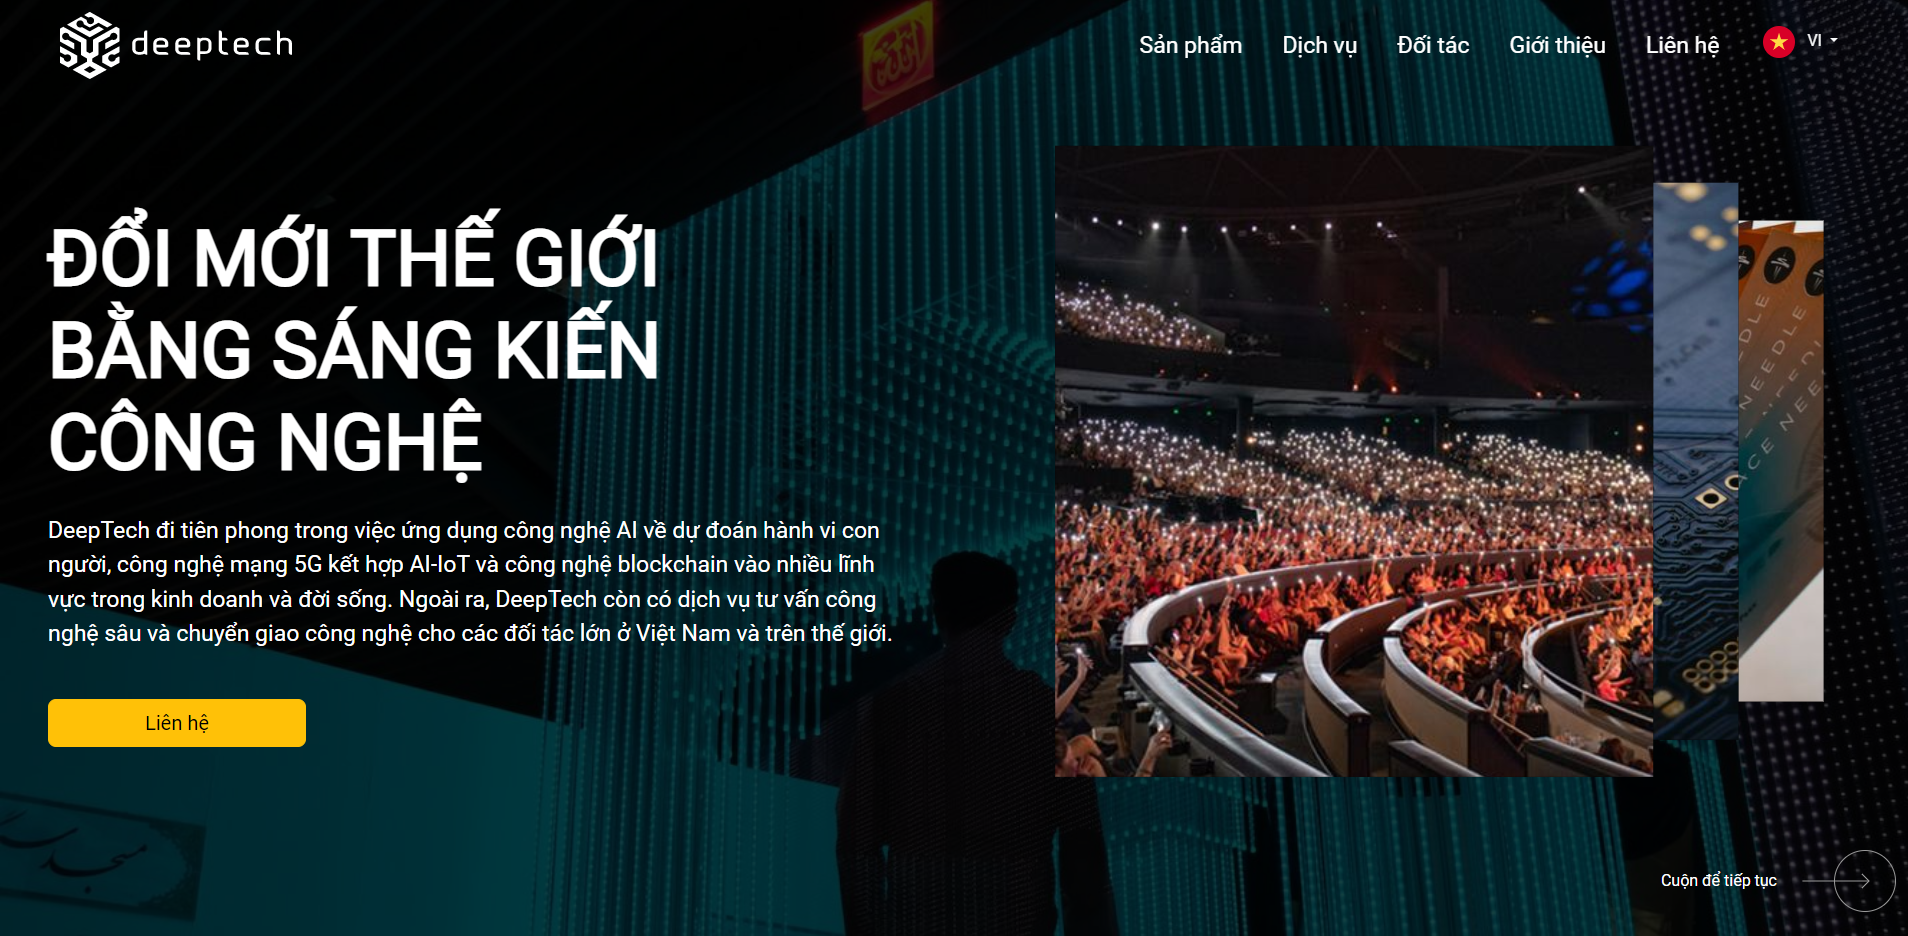 deeptech
Sản phẩm
Dịch vụ
Đối tác
Giới thiệu
Liên hệ
VI
ĐỔI MỚI THẾ GIỚI
BẰNG SÁNG KIẾN
CÔNG NGHỆ
DeepTech đi tiên phong trong việc ứng dụng công nghệ AI về dự đoán hành vi con
người, công nghệ mạng 5G kết hợp AI-IoT và công nghệ blockchain vào nhiều lĩnh
vực trong kinh doanh và đời sống. Ngoài ra, DeepTech còn có dịch vụ tư vấn công
nghệ sâu và chuyển giao công nghệ cho các đối tác lớn ở Việt Nam và trên thế giới.
Liên hệ
NEEDLE
Cuộn để tiếp tục